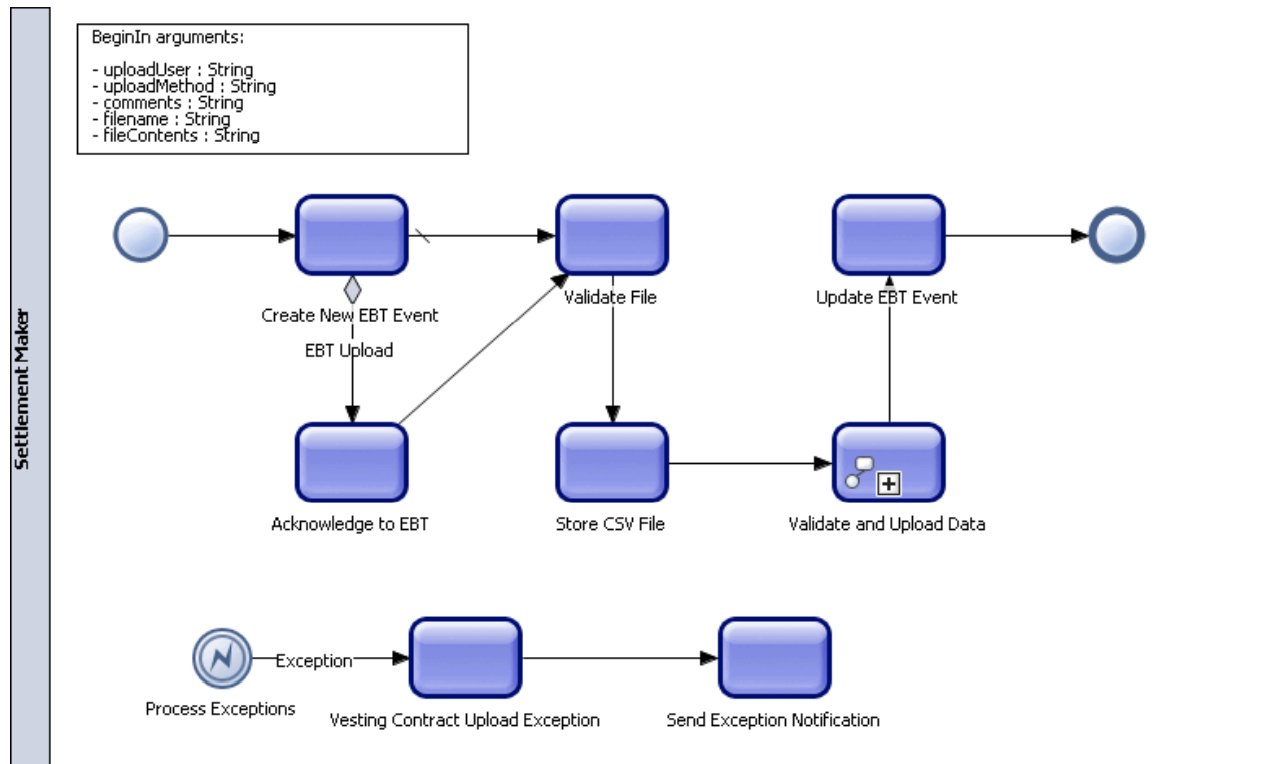 Settlement Maker
BeginIn arguments:
- uploadUser : String
- uploadMethod : String
- comments : String
- filename : String
- fileContents : String
Create New EBT Event
Validate File
Update EBT Event
EBT Upload
Acknowledge to EBT
Store CSV File
Validate and Upload Data
Exception
Process Exceptions
Vesting Contract Upload Exception
Send Exception Notification